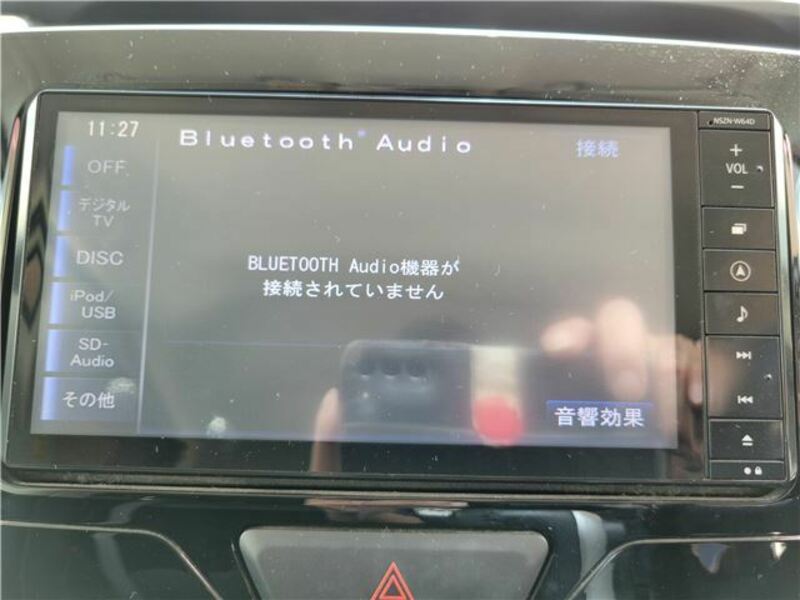 NSZN-W64D
11:27
Bluetooth® Audio
接続
OFF
デジタル
TV
DISC
iPod/
USB
SD-
Audio
その他
BLUETOOTH Audio機器が
接続されていません
音響効果
+
VOL
−